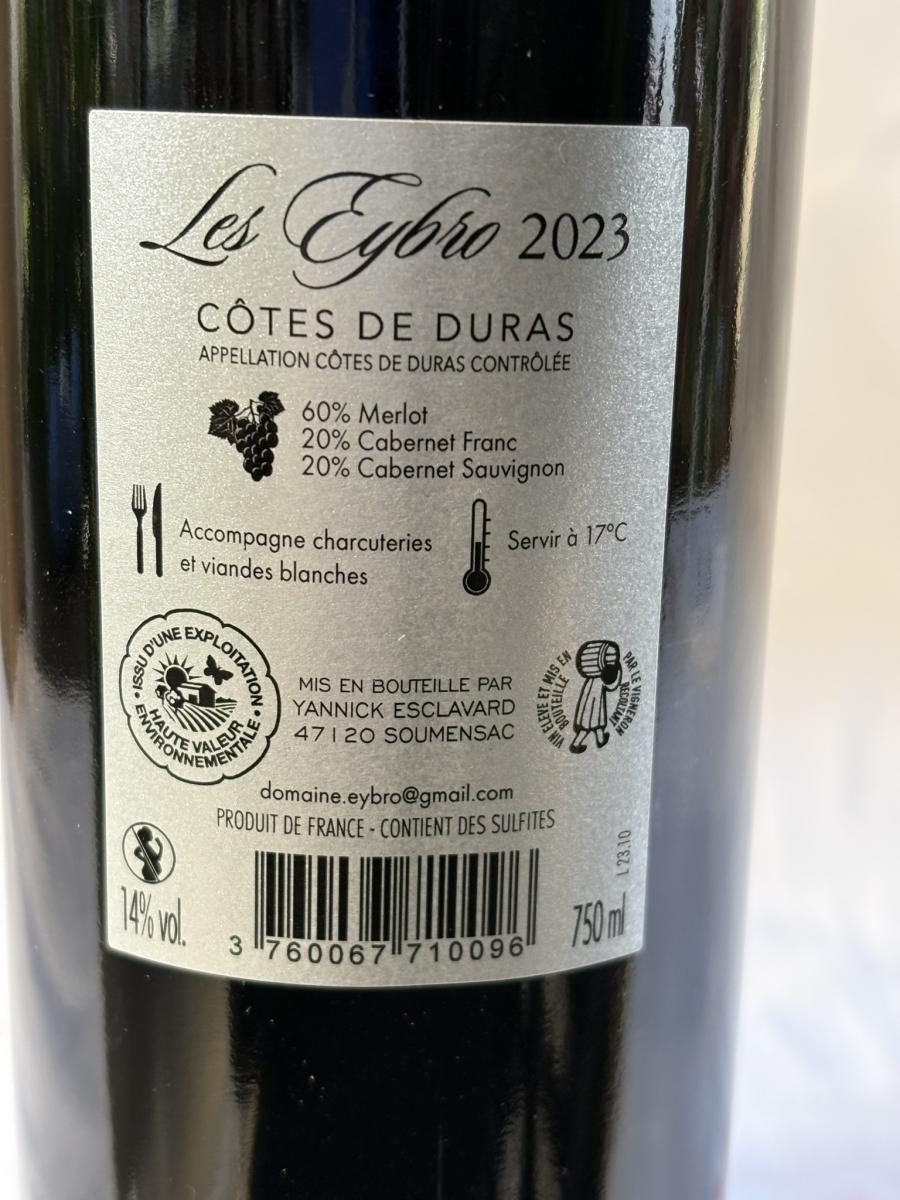 Les Eybro 2023
CÔTES DE DURAS
APPELLATION CÔTES DE DURAS CONTRÔLÉE
60% Merlot
20% Cabernet Franc
20% Cabernet Sauvignon
Accompagne charcuteries
et viandes blanches
Servir à 17°C
• ISSU D'UNE EXPLOITATION •
HAUTE VALEUR
ENVIRONNEMENTALE
MIS EN BOUTEILLE PAR
YANNICK ESCLAVARD
47120 SOUMENSAC
VIN ÉLEVÉ ET MIS EN
BOUTEILLE
PAR LE VIGNERON
RÉCOLTANT
domaine.eybro@gmail.com
PRODUIT DE FRANCE - CONTIENT DES SULFITES
L 23.10
14% vol.
3 760067 710096
750 ml